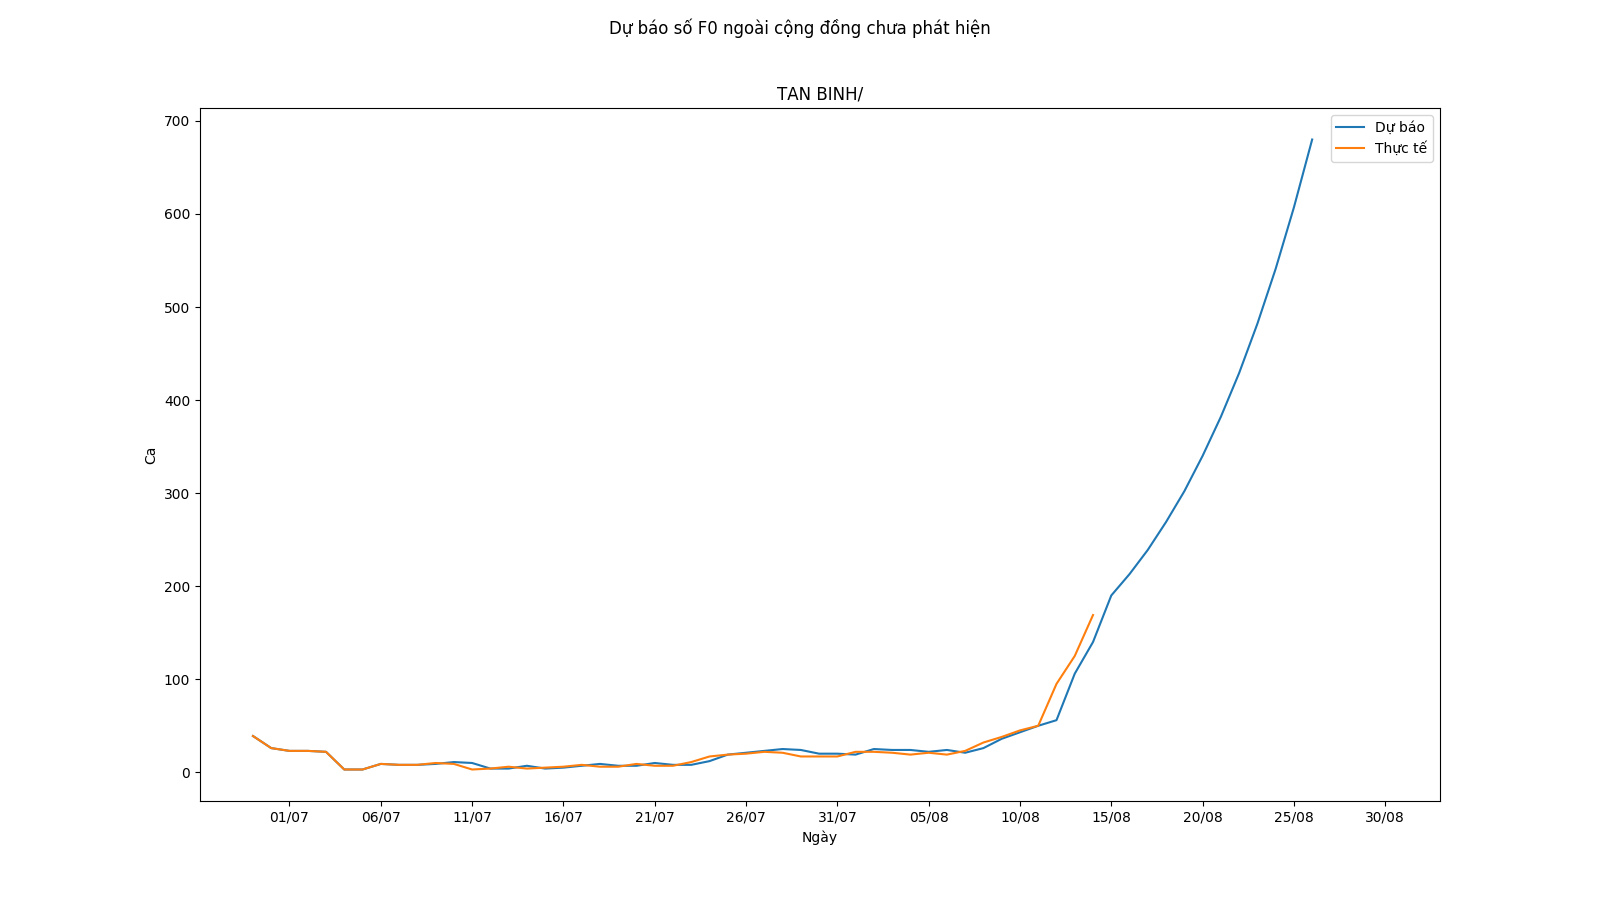 Dự báo số F0 ngoài cộng đồng chưa phát hiện
TAN BINH/
700
600
500
400
300
200
100
0
Ca
Dự báo
Thực tế
01/07 06/07 11/07 16/07 21/07 26/07 31/07 05/08 10/08 15/08 20/08 25/08 30/08
Ngày